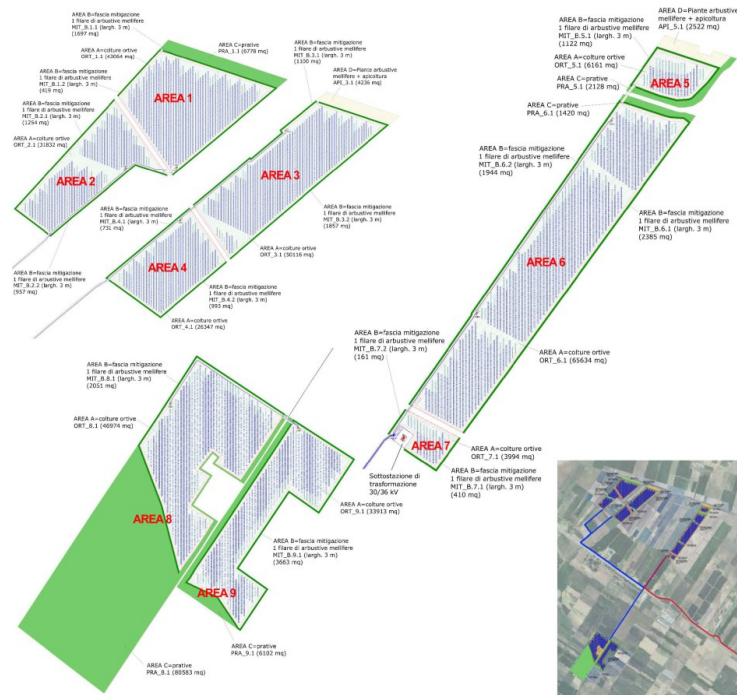 AREA B=fascia mitigazione
1 filare di arbustive mellifere
MIT_B.1.1 (largh. 3 m)
(1697 mq)
AREA A=colture ortive
ORT_1.1 (43064 mq)
AREA C=prative
PRA_1.1 (6778 mq)
AREA B=fascia mitigazione
1 filare di arbustive mellifere
MIT_B.1.2 (largh. 3 m)
(419 mq)
AREA B=fascia mitigazione
1 filare di arbustive mellifere
MIT_B.2.1 (largh. 3 m)
(1254 mq)
AREA A=colture ortive
ORT_2.1 (31832 mq)
AREA 1
AREA 2
AREA B=fascia mitigazione
1 filare di arbustive mellifere
MIT_B.2.2 (largh. 3 m)
(957 mq)
AREA B=fascia mitigazione
1 filare di arbustive mellifere
MIT_B.3.1 (largh. 3 m)
(1100 mq)
AREA D=Piante arbustive
mellifere + apicoltura
API_3.1 (4236 mq)
AREA 3
AREA B=fascia mitigazione
1 filare di arbustive mellifere
MIT_B.3.2 (largh. 3 m)
(1857 mq)
AREA A=colture ortive
ORT_3.1 (50116 mq)
AREA B=fascia mitigazione
1 filare di arbustive mellifere
MIT_B.4.1 (largh. 3 m)
(731 mq)
AREA 4
AREA B=fascia mitigazione
1 filare di arbustive mellifere
MIT_B.4.2 (largh. 3 m)
(993 mq)
AREA A=colture ortive
ORT_4.1 (26347 mq)
AREA B=fascia mitigazione
1 filare di arbustive mellifere
MIT_B.5.1 (largh. 3 m)
(1122 mq)
AREA D=Piante arbustive
mellifere + apicoltura
API_5.1 (2522 mq)
AREA A=colture ortive
ORT_5.1 (6161 mq)
AREA 5
AREA C=prative
PRA_5.1 (2128 mq)
AREA C=prative
PRA_6.1 (1420 mq)
AREA B=fascia mitigazione
1 filare di arbustive mellifere
MIT_B.6.2 (largh. 3 m)
(1944 mq)
AREA B=fascia mitigazione
1 filare di arbustive mellifere
MIT_B.6.1 (largh. 3 m)
(2385 mq)
AREA 6
AREA A=colture ortive
ORT_6.1 (65634 mq)
AREA B=fascia mitigazione
1 filare di arbustive mellifere
MIT_B.7.2 (largh. 3 m)
(161 mq)
AREA 7
AREA A=colture ortive
ORT_7.1 (3994 mq)
AREA B=fascia mitigazione
1 filare di arbustive mellifere
MIT_B.7.1 (largh. 3 m)
(410 mq)
Sottostazione di
trasformazione
30/36 kV
AREA B=fascia mitigazione
1 filare di arbustive mellifere
MIT_B.8.1 (largh. 3 m)
(2051 mq)
AREA A=colture ortive
ORT_8.1 (46974 mq)
AREA 8
AREA A=colture ortive
ORT_9.1 (33913 mq)
AREA B=fascia mitigazione
1 filare di arbustive mellifere
MIT_B.9.1 (largh. 3 m)
(3663 mq)
AREA 9
AREA C=prative
PRA_9.1 (6102 mq)
AREA C=prative
PRA_8.1 (80583 mq)